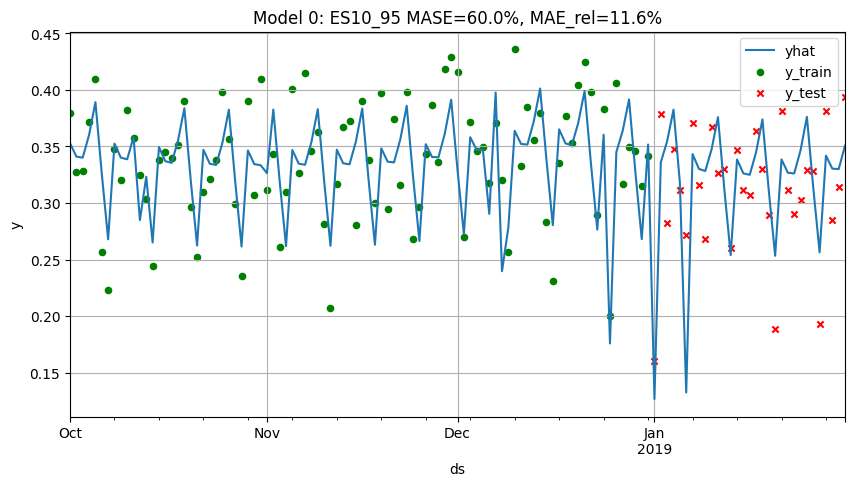 Model 0: ES10_95 MASE=60.0%, MAE_rel=11.6%
0.45
0.40
0.35
0.30
0.25
0.20
0.15
y
yhat
y_train
y_test
Oct
Nov
Dec
Jan
2019
ds